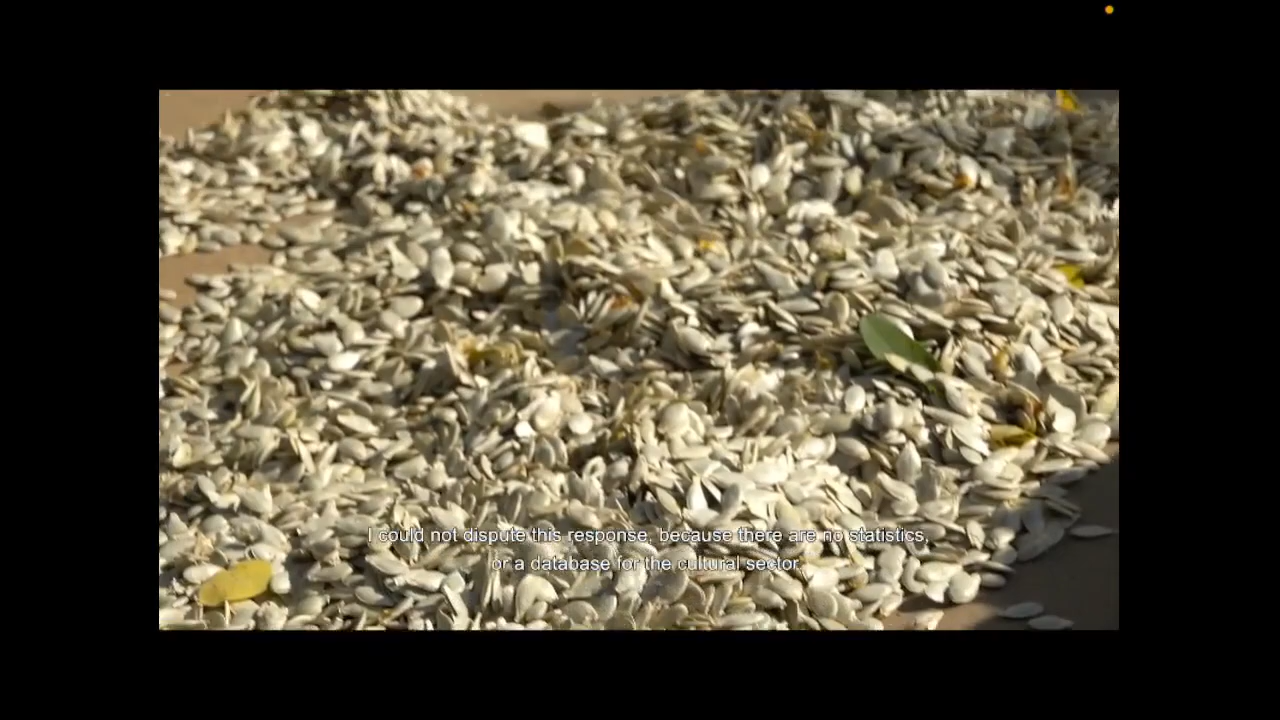 I could not dispute this response, because there are no statistics,
or a database for the cultural sector.